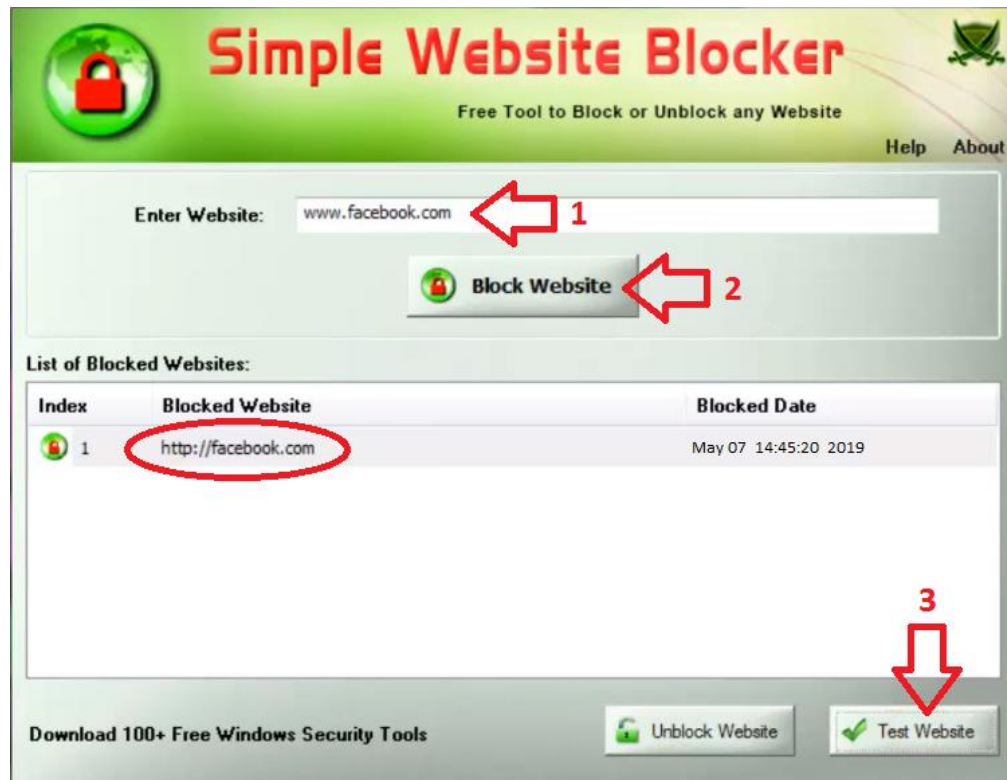 Simple Website Blocker
Free Tool to Block or Unblock any Website
Help About
Enter Website: www.facebook.com 1
Block Website 2
List of Blocked Websites:
Index Blocked Website Blocked Date
1 http://facebook.com May 07 14:45:20 2019
3
Download 100+ Free Windows Security Tools Unblock Website Test Website